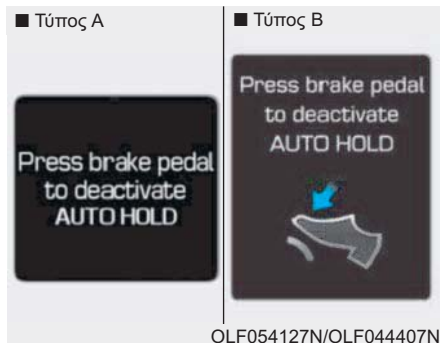 ■ Τύπος A
Press brake pedal
to deactivate
AUTO HOLD
■ Τύπος B
Press brake pedal
to deactivate
AUTO HOLD
OLF054127N/OLF044407N